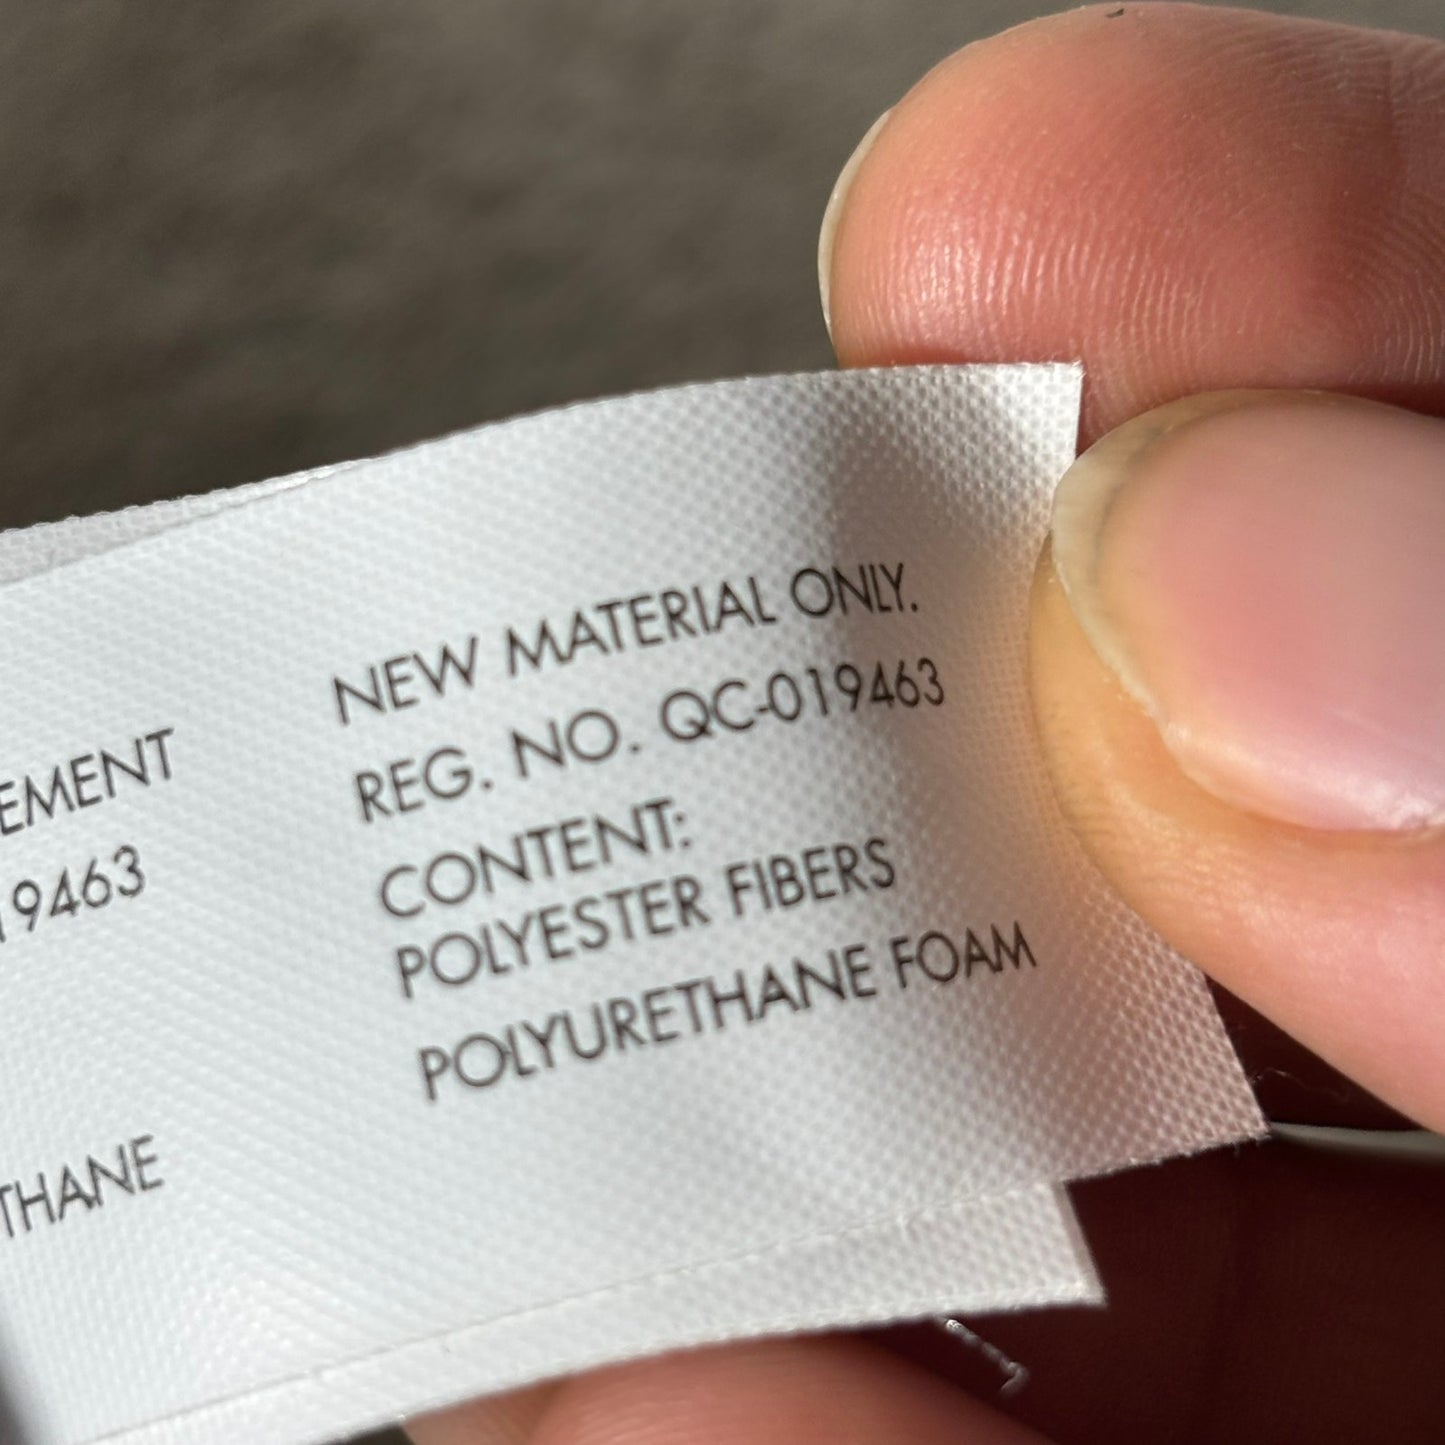 NEW MATERIAL ONLY.
REG. NO. QC-019463
CONTENT:
POLYESTER FIBERS
POLYURETHANE FOAM
EMENT
19463
THANE